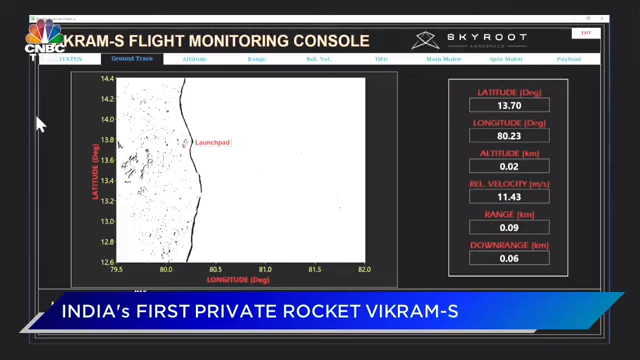 CNBC
KRAM-S FLIGHT MONITORING CONSOLE
SKYROOT
AEROSPACE
EXIT
STATUS
Ground Trace
Altitude
Range
Rel. Velocity
IMU
Main Motor
Spin Motor
Payload
14.4
14.2
14.0
13.8
13.6
13.4
13.2
13.0
12.8
12.6
LATITUDE (Deg)
Launchpad
79.5
80.0
80.5
81.0
81.5
82.0
LONGITUDE (Deg)
LATITUDE (Deg)
13.70
LONGITUDE (Deg)
80.23
ALTITUDE (km)
0.02
REL. VELOCITY (m/s)
11.43
RANGE (km)
0.09
DOWNRANGE (km)
0.06
INDIA's FIRST PRIVATE ROCKET VIKRAM-S